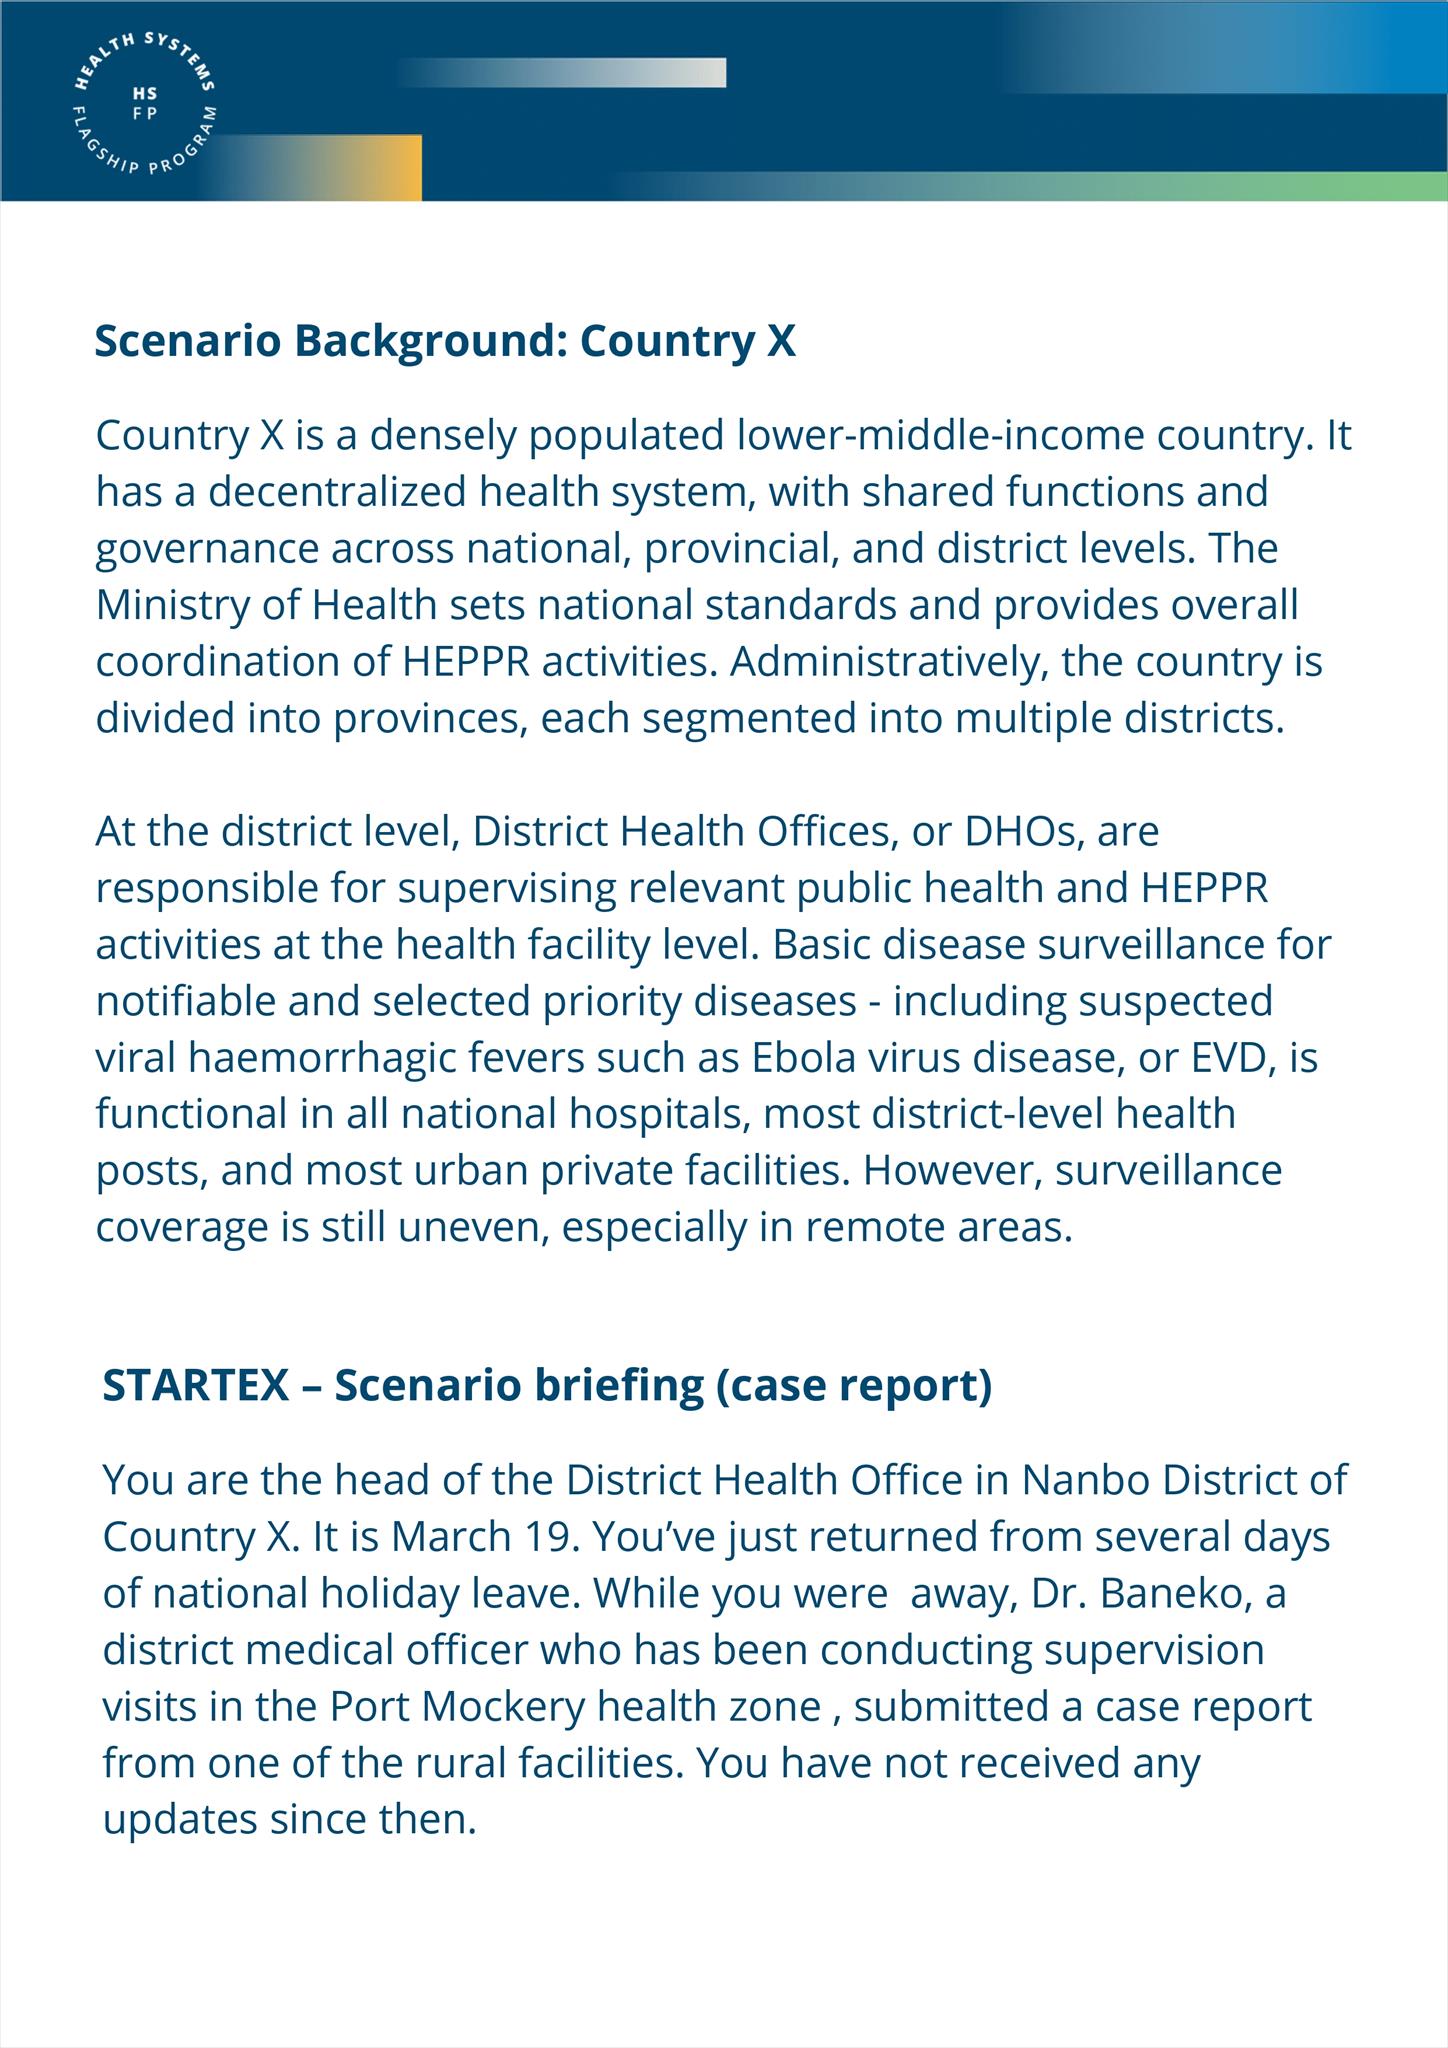 HEALTH SYSTEMS
HS
FP
FLAGSHIP PROGRAM
Scenario Background: Country X
Country X is a densely populated lower-middle-income country. It
has a decentralized health system, with shared functions and
governance across national, provincial, and district levels. The
Ministry of Health sets national standards and provides overall
coordination of HEPPR activities. Administratively, the country is
divided into provinces, each segmented into multiple districts.
At the district level, District Health Offices, or DHOs, are
responsible for supervising relevant public health and HEPPR
activities at the health facility level. Basic disease surveillance for
notifiable and selected priority diseases - including suspected
viral haemorrhagic fevers such as Ebola virus disease, or EVD, is
functional in all national hospitals, most district-level health
posts, and most urban private facilities. However, surveillance
coverage is still uneven, especially in remote areas.
STARTEX – Scenario briefing (case report)
You are the head of the District Health Office in Nanbo District of
Country X. It is March 19. You’ve just returned from several days
of national holiday leave. While you were  away, Dr. Baneko, a
district medical officer who has been conducting supervision
visits in the Port Mockery health zone , submitted a case report
from one of the rural facilities. You have not received any
updates since then.